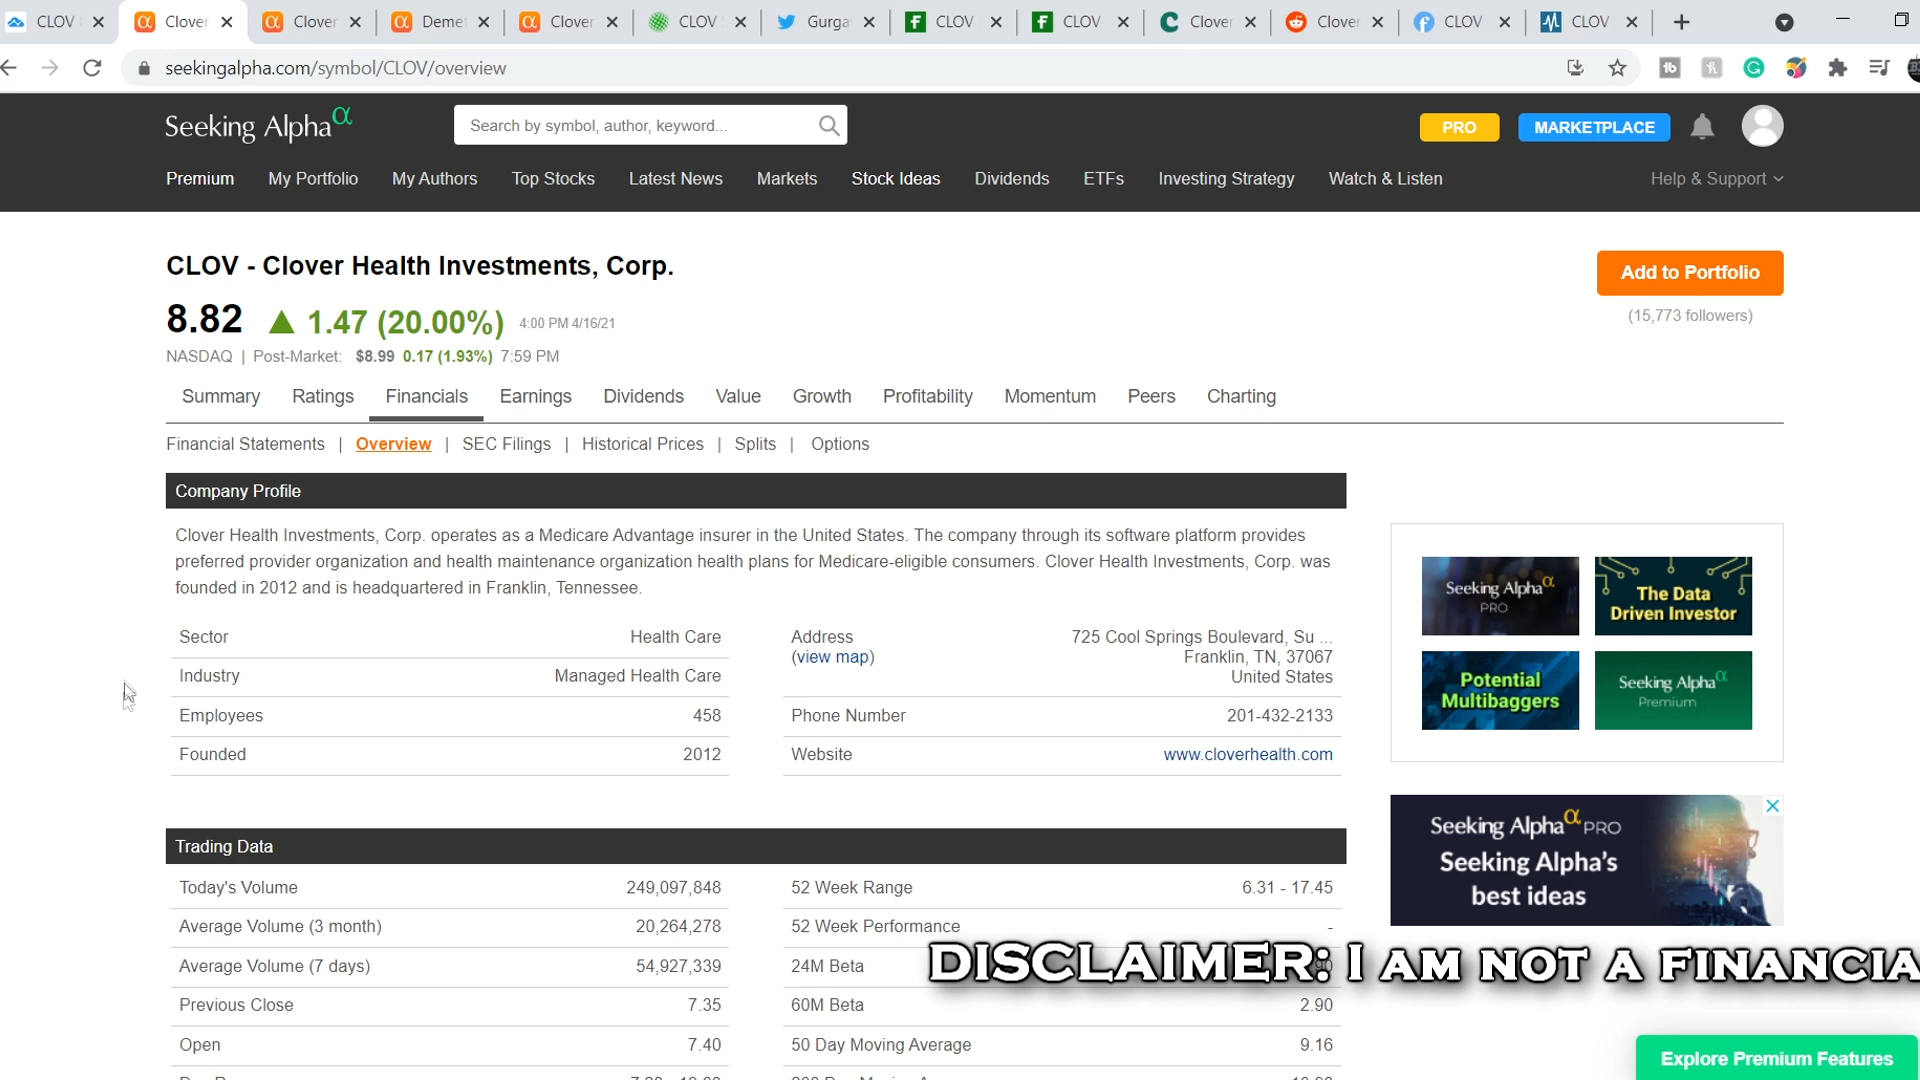 CLOV
Clover
Clover
Demet
Clover
CLOV
Gurga
CLOV
CLOV
Clover
Clover
CLOV
CLOV
seekingalpha.com/symbol/CLOV/overview
Seeking Alphaα
Search by symbol, author, keyword...
PRO
MARKETPLACE
Premium My Portfolio My Authors Top Stocks Latest News Markets Stock Ideas Dividends ETFs Investing Strategy Watch & Listen Help & Support
CLOV - Clover Health Investments, Corp.
Add to Portfolio
(15,773 followers)
8.82 ▲ 1.47 (20.00%) 4:00 PM 4/16/21
NASDAQ | Post-Market: $8.99 0.17 (1.93%) 7:59 PM
Summary Ratings Financials Earnings Dividends Value Growth Profitability Momentum Peers Charting
Financial Statements | Overview | SEC Filings | Historical Prices | Splits | Options
Company Profile
Clover Health Investments, Corp. operates as a Medicare Advantage insurer in the United States. The company through its software platform provides
preferred provider organization and health maintenance organization health plans for Medicare-eligible consumers. Clover Health Investments, Corp. was
founded in 2012 and is headquartered in Franklin, Tennessee.
Sector Health Care
Industry Managed Health Care
Employees 458
Founded 2012
Address 725 Cool Springs Boulevard, Su ...
(view map) Franklin, TN, 37067
United States
Phone Number 201-432-2133
Website www.cloverhealth.com
Seeking Alphaα
PRO
The Data
Driven Investor
Potential
Multibaggers
Seeking Alphaα
Premium
Seeking Alphaα PRO
Seeking Alpha's
best ideas
Trading Data
Today's Volume 249,097,848
Average Volume (3 month) 20,264,278
Average Volume (7 days) 54,927,339
Previous Close 7.35
Open 7.40
52 Week Range 6.31 - 17.45
52 Week Performance -
24M Beta
60M Beta 2.90
50 Day Moving Average 9.16
DISCLAIMER: I AM NOT A FINANCIA
Explore Premium Features